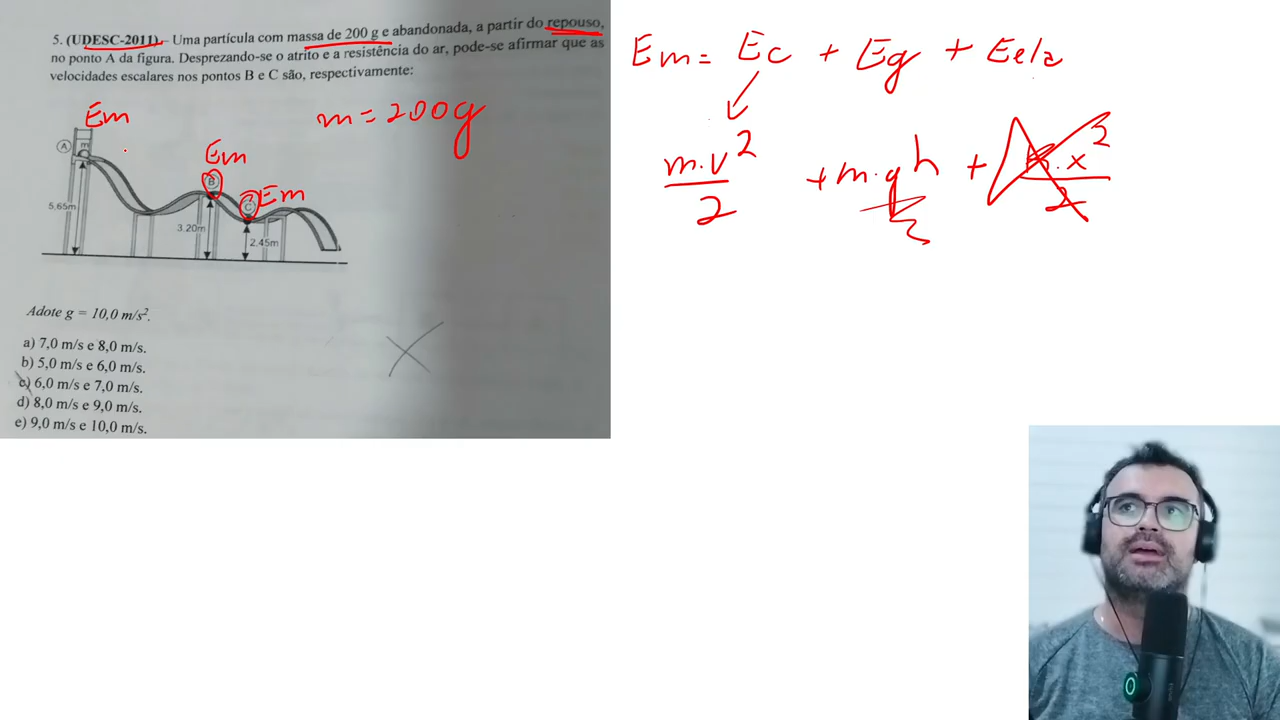 5. (UDESC-2011) – Uma partícula com massa de 200 g e abandonada, a partir do repouso,
no ponto A da figura. Desprezando-se o atrito e a resistência do ar, pode-se afirmar que as
velocidades escalares nos pontos B e C são, respectivamente:
m = 200g
Em
Em
Em
A
m
B
C
5,65m
3.20m
2,45m
Adote g = 10,0 m/s².
a) 7,0 m/s e 8,0 m/s.
b) 5,0 m/s e 6,0 m/s.
c) 6,0 m/s e 7,0 m/s.
d) 8,0 m/s e 9,0 m/s.
e) 9,0 m/s e 10,0 m/s.
Em = Ec + Eg + Eela
m.v² + m.g h + x²
2 2